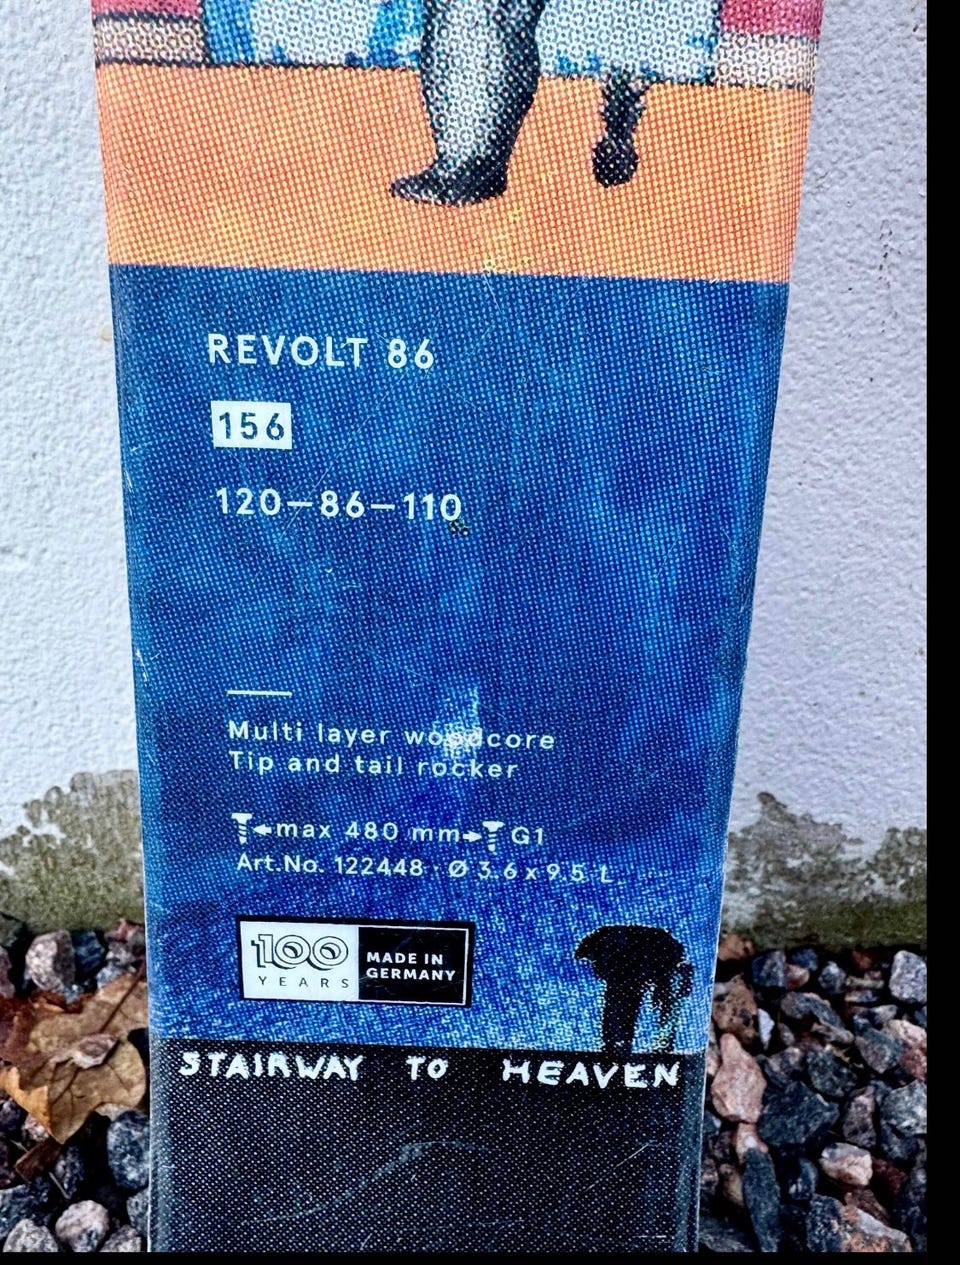 REVOLT 86
156
120–86–110
Multi layer woodcore
Tip and tail rocker
max 480 mm G1
Art.No. 122448 · Ø 3.6 x 9.5 L
100
YEARS
MADE IN
GERMANY
STAIRWAY TO HEAVEN